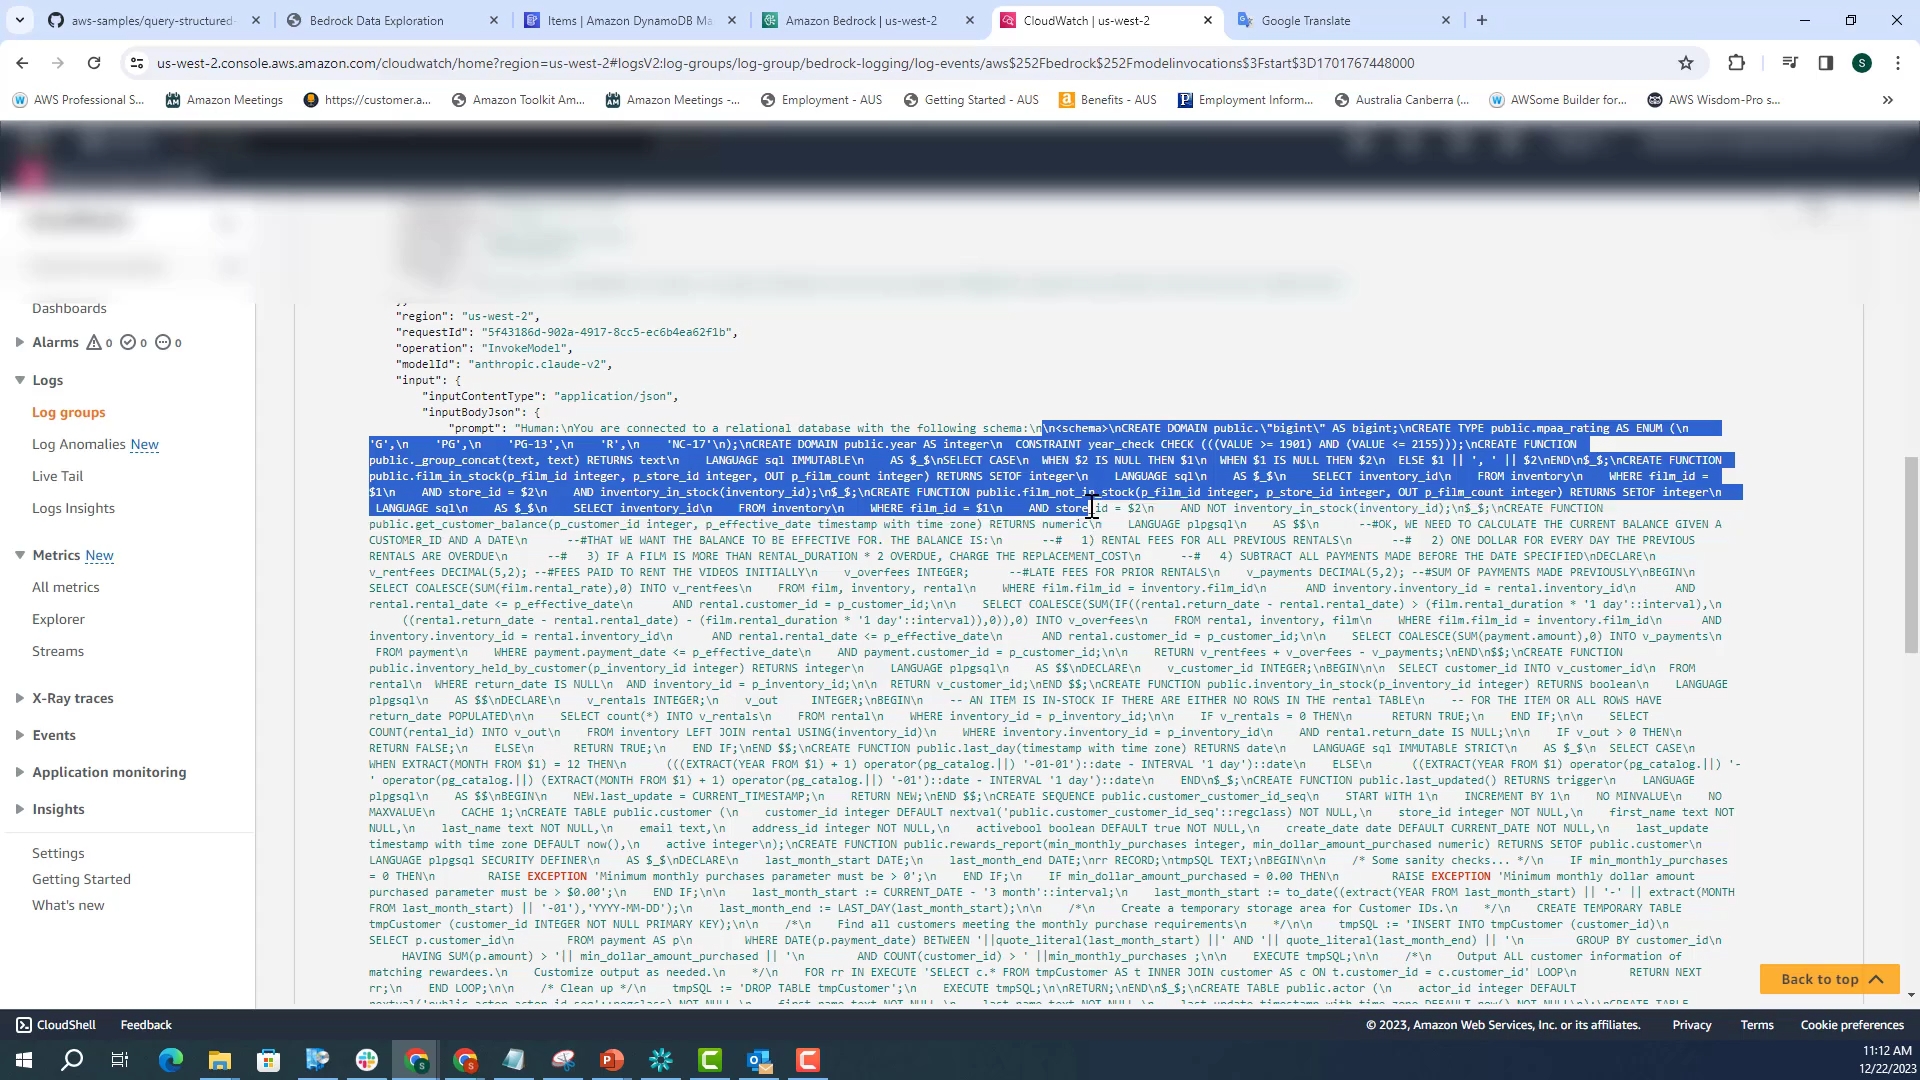 aws-samples/query-structured-
Bedrock Data Exploration
Items | Amazon DynamoDB Ma
Amazon Bedrock | us-west-2
CloudWatch | us-west-2
Google Translate
us-west-2.console.aws.amazon.com/cloudwatch/home?region=us-west-2#logsV2:log-groups/log-group/bedrock-logging/log-events/aws$252Fbedrock$252Fmodelinvocations$3Fstart$3D1701767448000
S
AWS Professional S...
Amazon Meetings
https://customer.a...
Amazon Toolkit Am...
Amazon Meetings -...
Employment - AUS
Getting Started - AUS
Benefits - AUS
Employment Inform...
Australia Canberra (...
AWSome Builder for...
AWS Wisdom-Pro s...
Dashboards
Alarms 0 0 0
Logs
Log groups
Log Anomalies New
Live Tail
Logs Insights
Metrics New
All metrics
Explorer
Streams
X-Ray traces
Events
Application monitoring
Insights
Settings
Getting Started
What's new
},
"region": "us-west-2",
"requestId": "5f43186d-902a-4917-8cc5-ec6b4ea62f1b",
"operation": "InvokeModel",
"modelId": "anthropic.claude-v2",
"input": {
"inputContentType": "application/json",
"inputBodyJson": {
"prompt": "Human:\nYou are connected to a relational database with the following schema:\n\n<schema>\nCREATE DOMAIN public.\"bigint\" AS bigint;\nCREATE TYPE public.mpaa_rating AS ENUM (\n
'G',\n 'PG',\n 'PG-13',\n 'R',\n 'NC-17'\n);\nCREATE DOMAIN public.year AS integer\n CONSTRAINT year_check CHECK (((VALUE >= 1901) AND (VALUE <= 2155)));\nCREATE FUNCTION
public._group_concat(text, text) RETURNS text\n LANGUAGE sql IMMUTABLE\n AS $_$\nSELECT CASE\n WHEN $2 IS NULL THEN $1\n WHEN $1 IS NULL THEN $2\n ELSE $1 || ', ' || $2\nEND\n$_$;\nCREATE FUNCTION
public.film_in_stock(p_film_id integer, p_store_id integer, OUT p_film_count integer) RETURNS SETOF integer\n LANGUAGE sql\n AS $_$\n SELECT inventory_id\n FROM inventory\n WHERE film_id =
$1\n AND store_id = $2\n AND inventory_in_stock(inventory_id);\n$_$;\nCREATE FUNCTION public.film_not_in_stock(p_film_id integer, p_store_id integer, OUT p_film_count integer) RETURNS SETOF integer\n
LANGUAGE sql\n AS $_$\n SELECT inventory_id\n FROM inventory\n WHERE film_id = $1\n AND store_id = $2\n AND NOT inventory_in_stock(inventory_id);\n$_$;\nCREATE FUNCTION
public.get_customer_balance(p_customer_id integer, p_effective_date timestamp with time zone) RETURNS numeric\n LANGUAGE plpgsql\n AS $$\n --#OK, WE NEED TO CALCULATE THE CURRENT BALANCE GIVEN A
CUSTOMER_ID AND A DATE\n --#THAT WE WANT THE BALANCE TO BE EFFECTIVE FOR. THE BALANCE IS:\n --# 1) RENTAL FEES FOR ALL PREVIOUS RENTALS\n --# 2) ONE DOLLAR FOR EVERY DAY THE PREVIOUS
RENTALS ARE OVERDUE\n --# 3) IF A FILM IS MORE THAN RENTAL_DURATION * 2 OVERDUE, CHARGE THE REPLACEMENT_COST\n --# 4) SUBTRACT ALL PAYMENTS MADE BEFORE THE DATE SPECIFIED\nDECLARE\n
v_rentfees DECIMAL(5,2); --#FEES PAID TO RENT THE VIDEOS INITIALLY\n v_overfees INTEGER; --#LATE FEES FOR PRIOR RENTALS\n v_payments DECIMAL(5,2); --#SUM OF PAYMENTS MADE PREVIOUSLY\nBEGIN\n
SELECT COALESCE(SUM(film.rental_rate),0) INTO v_rentfees\n FROM film, inventory, rental\n WHERE film.film_id = inventory.film_id\n AND inventory.inventory_id = rental.inventory_id\n AND
rental.rental_date <= p_effective_date\n AND rental.customer_id = p_customer_id;\n\n SELECT COALESCE(SUM(IF((rental.return_date - rental.rental_date) > (film.rental_duration * '1 day'::interval),\n
((rental.return_date - rental.rental_date) - (film.rental_duration * '1 day'::interval)),0)),0) INTO v_overfees\n FROM rental, inventory, film\n WHERE film.film_id = inventory.film_id\n AND
inventory.inventory_id = rental.inventory_id\n AND rental.rental_date <= p_effective_date\n AND rental.customer_id = p_customer_id;\n\n SELECT COALESCE(SUM(payment.amount),0) INTO v_payments\n
FROM payment\n WHERE payment.payment_date <= p_effective_date\n AND payment.customer_id = p_customer_id;\n\n RETURN v_rentfees + v_overfees - v_payments;\nEND\n$$;\nCREATE FUNCTION
public.inventory_held_by_customer(p_inventory_id integer) RETURNS integer\n LANGUAGE plpgsql\n AS $$\nDECLARE\n v_customer_id INTEGER;\nBEGIN\n\n SELECT customer_id INTO v_customer_id\n FROM
rental\n WHERE return_date IS NULL\n AND inventory_id = p_inventory_id;\n\n RETURN v_customer_id;\nEND $$;\nCREATE FUNCTION public.inventory_in_stock(p_inventory_id integer) RETURNS boolean\n LANGUAGE
plpgsql\n AS $$\nDECLARE\n v_rentals INTEGER;\n v_out INTEGER;\nBEGIN\n -- AN ITEM IS IN-STOCK IF THERE ARE EITHER NO ROWS IN THE rental TABLE\n -- FOR THE ITEM OR ALL ROWS HAVE
return_date POPULATED\n\n SELECT count(*) INTO v_rentals\n FROM rental\n WHERE inventory_id = p_inventory_id;\n\n IF v_rentals = 0 THEN\n RETURN TRUE;\n END IF;\n\n SELECT
COUNT(rental_id) INTO v_out\n FROM inventory LEFT JOIN rental USING(inventory_id)\n WHERE inventory.inventory_id = p_inventory_id\n AND rental.return_date IS NULL;\n\n IF v_out > 0 THEN\n
RETURN FALSE;\n ELSE\n RETURN TRUE;\n END IF;\nEND $$;\nCREATE FUNCTION public.last_day(timestamp with time zone) RETURNS date\n LANGUAGE sql IMMUTABLE STRICT\n AS $_$\n SELECT CASE\n
WHEN EXTRACT(MONTH FROM $1) = 12 THEN\n (((EXTRACT(YEAR FROM $1) + 1) operator(pg_catalog.||) '-01-01')::date - INTERVAL '1 day')::date\n ELSE\n ((EXTRACT(YEAR FROM $1) operator(pg_catalog.||) '-
' operator(pg_catalog.||) (EXTRACT(MONTH FROM $1) + 1) operator(pg_catalog.||) '-01')::date - INTERVAL '1 day')::date\n END\n$_$;\nCREATE FUNCTION public.last_updated() RETURNS trigger\n LANGUAGE
plpgsql\n AS $$\nBEGIN\n NEW.last_update = CURRENT_TIMESTAMP;\n RETURN NEW;\nEND $$;\nCREATE SEQUENCE public.customer_customer_id_seq\n START WITH 1\n INCREMENT BY 1\n NO MINVALUE\n NO
MAXVALUE\n CACHE 1;\nCREATE TABLE public.customer (\n customer_id integer DEFAULT nextval('public.customer_customer_id_seq'::regclass) NOT NULL,\n store_id integer NOT NULL,\n first_name text NOT
NULL,\n last_name text NOT NULL,\n email text,\n address_id integer NOT NULL,\n activebool boolean DEFAULT true NOT NULL,\n create_date date DEFAULT CURRENT_DATE NOT NULL,\n last_update
timestamp with time zone DEFAULT now(),\n active integer\n);\nCREATE FUNCTION public.rewards_report(min_monthly_purchases integer, min_dollar_amount_purchased numeric) RETURNS SETOF public.customer\n
LANGUAGE plpgsql SECURITY DEFINER\n AS $_$\nDECLARE\n last_month_start DATE;\n last_month_end DATE;\nrr RECORD;\ntmpSQL TEXT;\nBEGIN\n\n /* Some sanity checks... */\n IF min_monthly_purchases
= 0 THEN\n RAISE EXCEPTION 'Minimum monthly purchases parameter must be > 0';\n END IF;\n IF min_dollar_amount_purchased = 0.00 THEN\n RAISE EXCEPTION 'Minimum monthly dollar amount
purchased parameter must be > $0.00';\n END IF;\n\n last_month_start := CURRENT_DATE - '3 month'::interval;\n last_month_start := to_date((extract(YEAR FROM last_month_start) || '-' || extract(MONTH
FROM last_month_start) || '-01'),'YYYY-MM-DD');\n last_month_end := LAST_DAY(last_month_start);\n\n /*\n Create a temporary storage area for Customer IDs.\n */\n CREATE TEMPORARY TABLE
tmpCustomer (customer_id INTEGER NOT NULL PRIMARY KEY);\n\n /*\n Find all customers meeting the monthly purchase requirements\n */\n\n tmpSQL := 'INSERT INTO tmpCustomer (customer_id)\n
SELECT p.customer_id\n FROM payment AS p\n WHERE DATE(p.payment_date) BETWEEN '||quote_literal(last_month_start) ||' AND '|| quote_literal(last_month_end) || '\n GROUP BY customer_id\n
HAVING SUM(p.amount) > '|| min_dollar_amount_purchased || '\n AND COUNT(customer_id) > ' ||min_monthly_purchases ;\n\n EXECUTE tmpSQL;\n\n /*\n Output ALL customer information of
matching rewardees.\n Customize output as needed.\n */\n FOR rr IN EXECUTE 'SELECT c.* FROM tmpCustomer AS t INNER JOIN customer AS c ON t.customer_id = c.customer_id' LOOP\n RETURN NEXT
rr;\n END LOOP;\n\n /* Clean up */\n tmpSQL := 'DROP TABLE tmpCustomer';\n EXECUTE tmpSQL;\n\nRETURN;\nEND\n$_$;\nCREATE TABLE public.actor (\n actor_id integer DEFAULT
Back to top
CloudShell
Feedback
© 2023, Amazon Web Services, Inc. or its affiliates.
Privacy
Terms
Cookie preferences
11:12 AM
12/22/2023